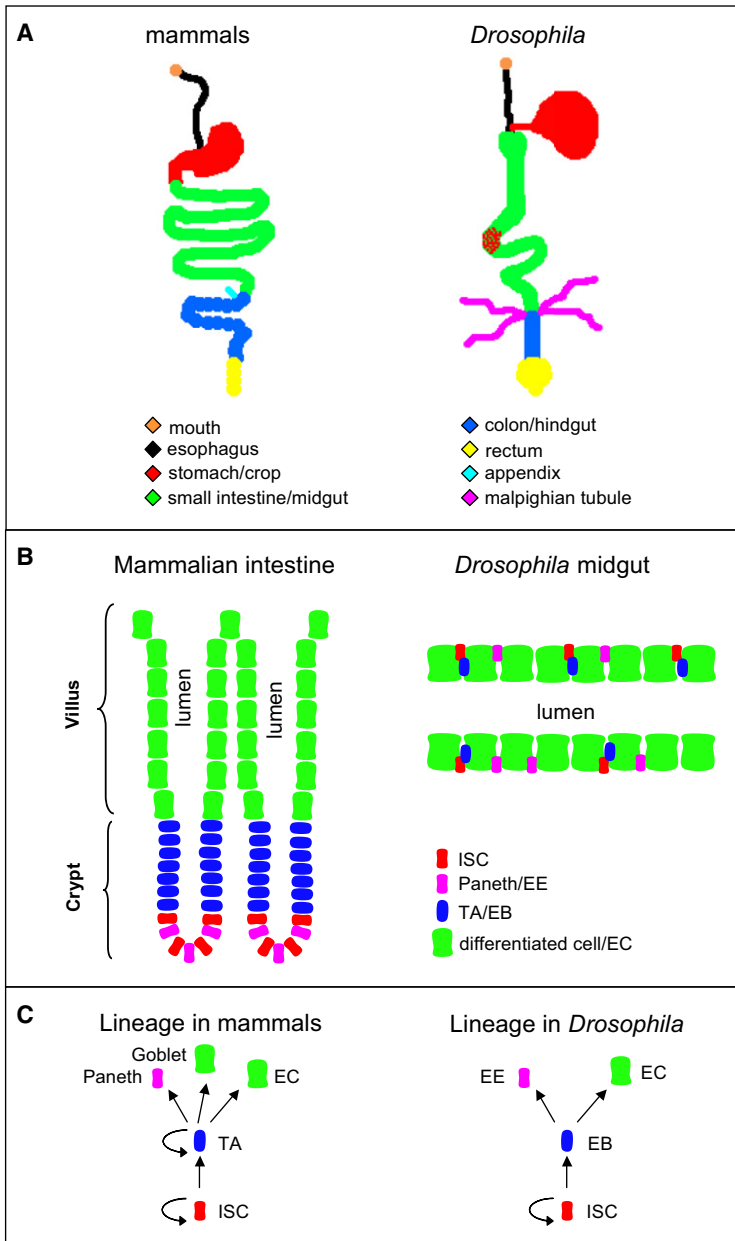 A
mammals
Drosophila
mouth
esophagus
stomach/crop
small intestine/midgut
colon/hindgut
rectum
appendix
malpighian tubule
B
Mammalian intestine
Drosophila midgut
Villus
lumen
lumen
Crypt
lumen
ISC
Paneth/EE
TA/EB
differentiated cell/EC
C
Lineage in mammals
Lineage in Drosophila
Goblet
Paneth
EC
TA
ISC
EE
EC
EB
ISC